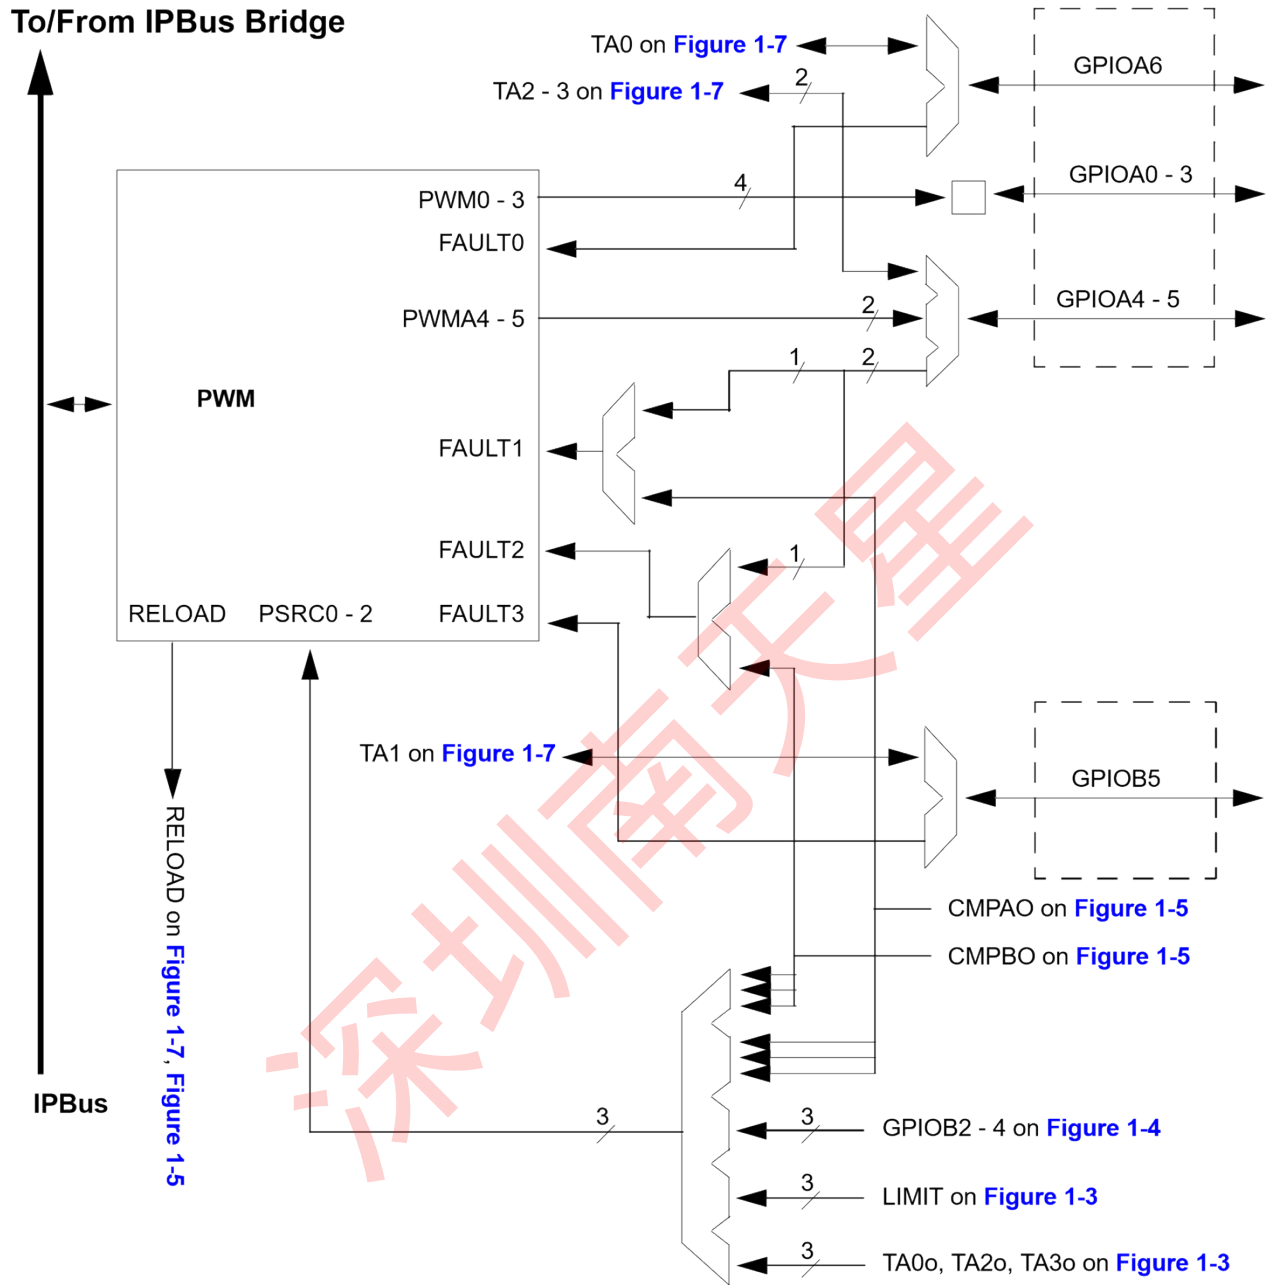 To/From IPBus Bridge
TA0 on Figure 1-7
TA2 - 3 on Figure 1-7
2
GPIOA6
PWM0 - 3
4
GPIOA0 - 3
FAULT0
PWMA4 - 5
2
GPIOA4 - 5
1
2
PWM
FAULT1
FAULT2
1
RELOAD
PSRC0 - 2
FAULT3
TA1 on Figure 1-7
GPIOB5
RELOAD on Figure 1-7, Figure 1-5
CMPAO on Figure 1-5
CMPBO on Figure 1-5
IPBus
3
3
GPIOB2 - 4 on Figure 1-4
3
LIMIT on Figure 1-3
3
TA0o, TA2o, TA3o on Figure 1-3
深圳南天星